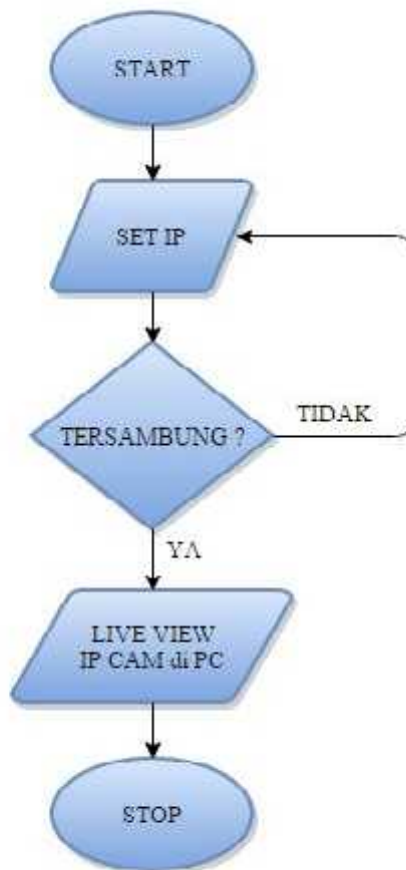 START
SET IP
TERSAMBUNG ?
TIDAK
YA
LIVE VIEW
IP CAM di PC
STOP